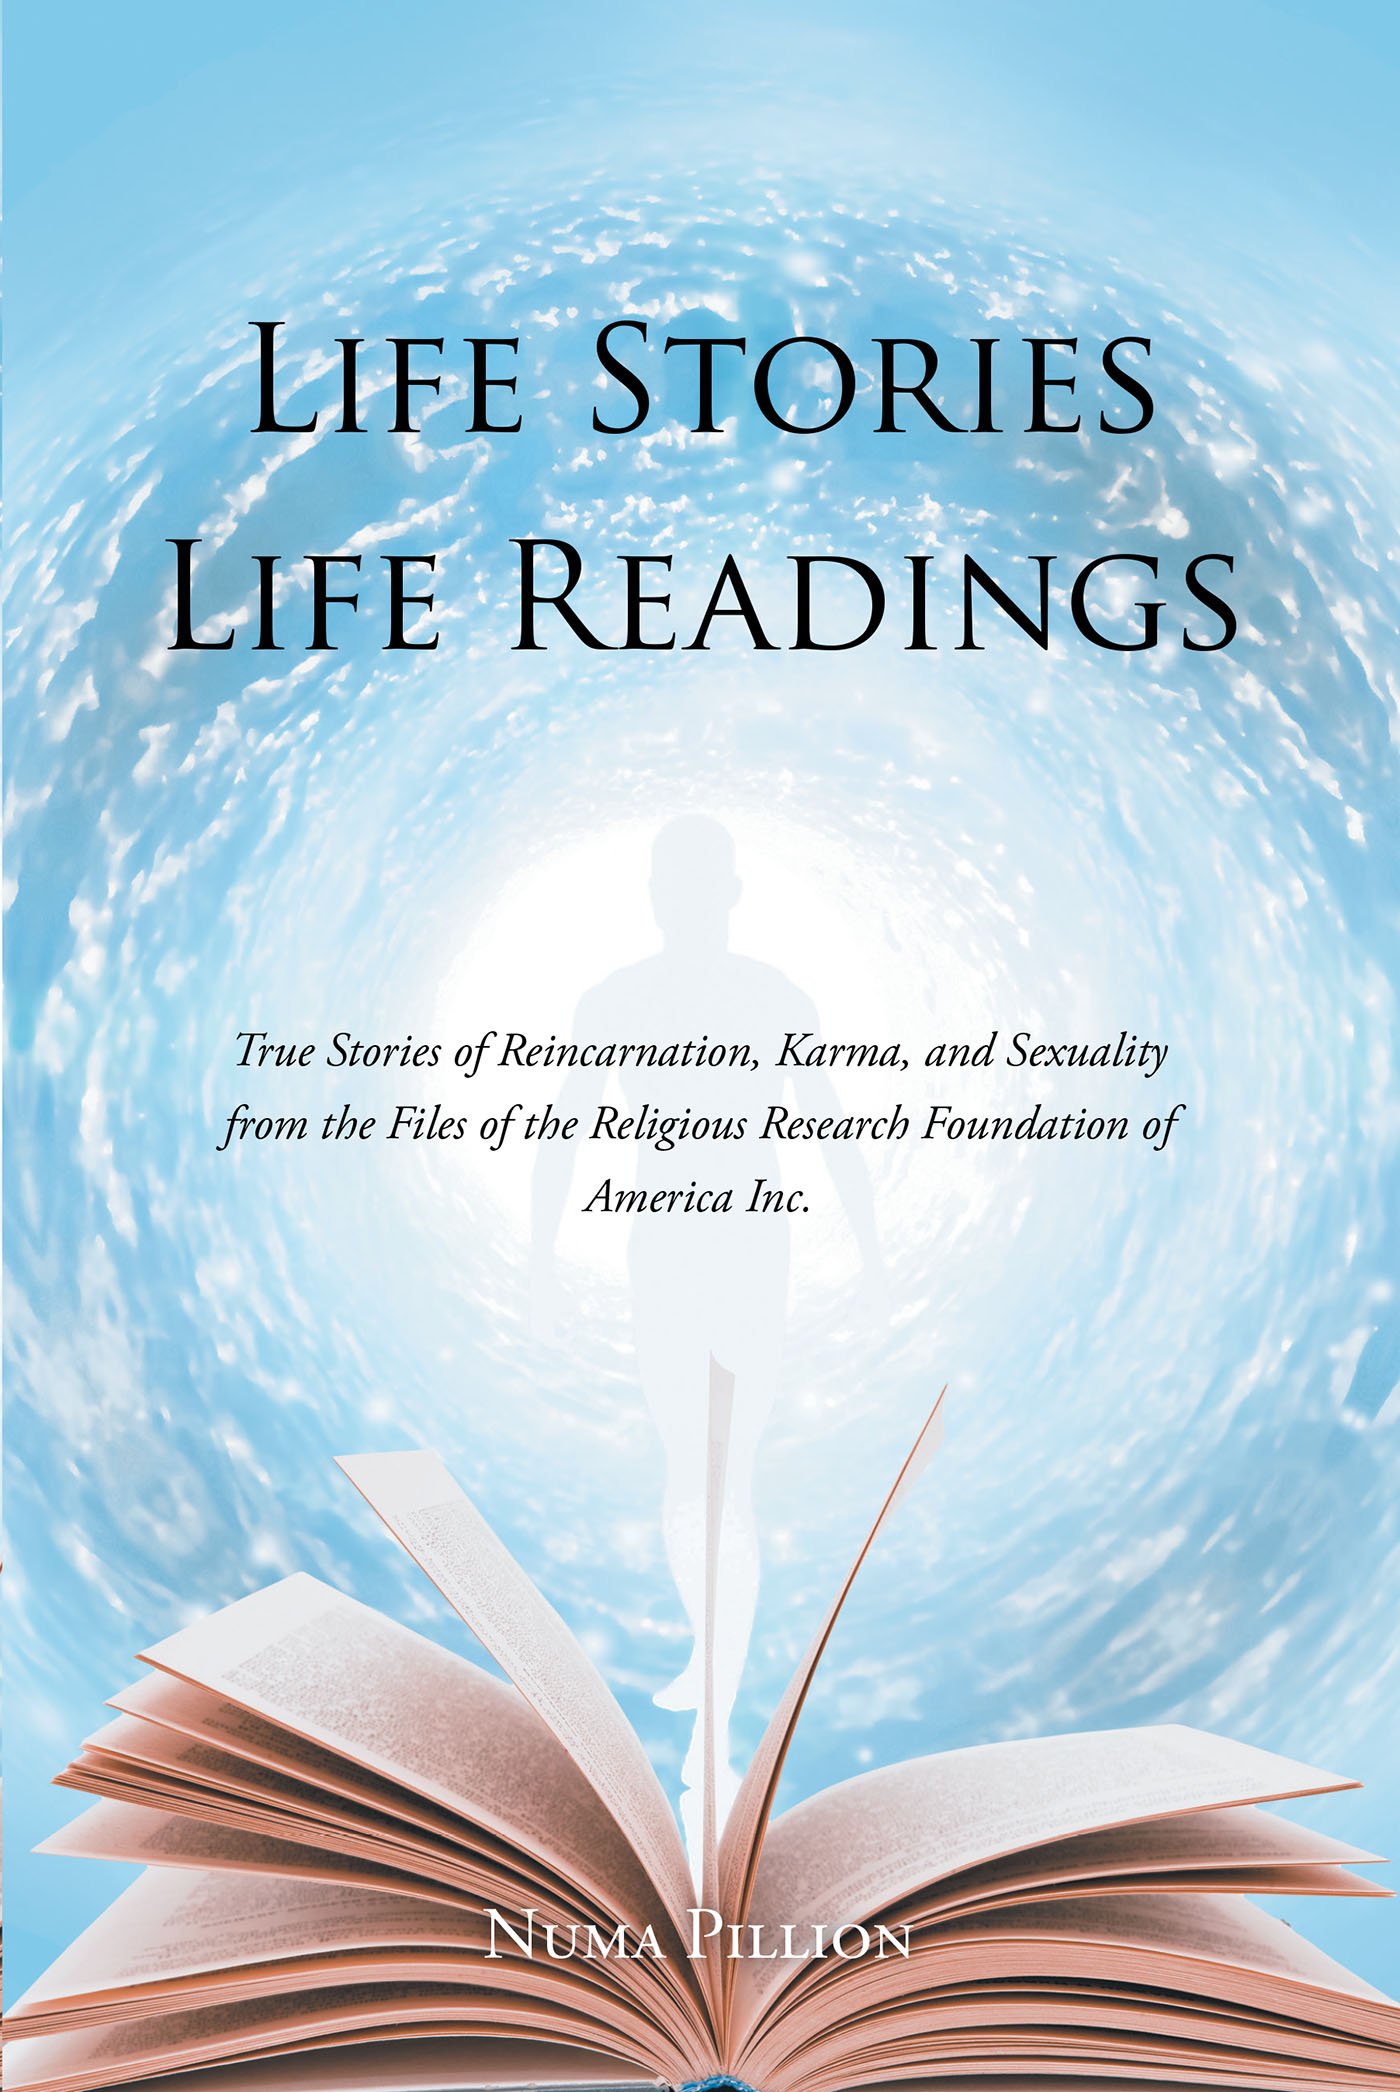 LIFE STORIES
LIFE READINGS
True Stories of Reincarnation, Karma, and Sexuality
from the Files of the Religious Research Foundation of
America Inc.
NUMA PILLION